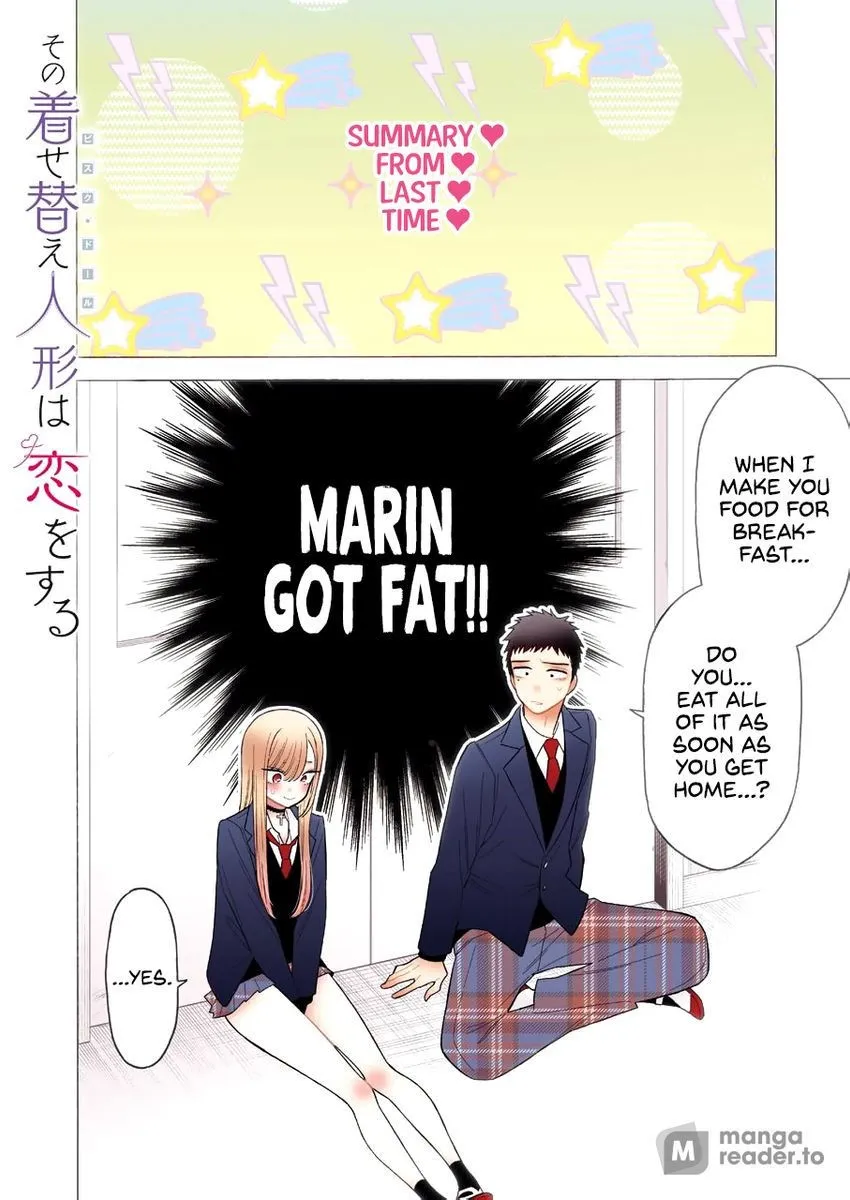 その着せ替え人形は恋をする
ビスク・ドール
SUMMARY♥
FROM♥
LAST♥
TIME♥
MARIN
GOT FAT!!
WHEN I
MAKE YOU
FOOD FOR
BREAK-
FAST...
DO
YOU...
EAT ALL
OF IT AS
SOON AS
YOU GET
HOME...?
...YES.
M
manga
reader.to